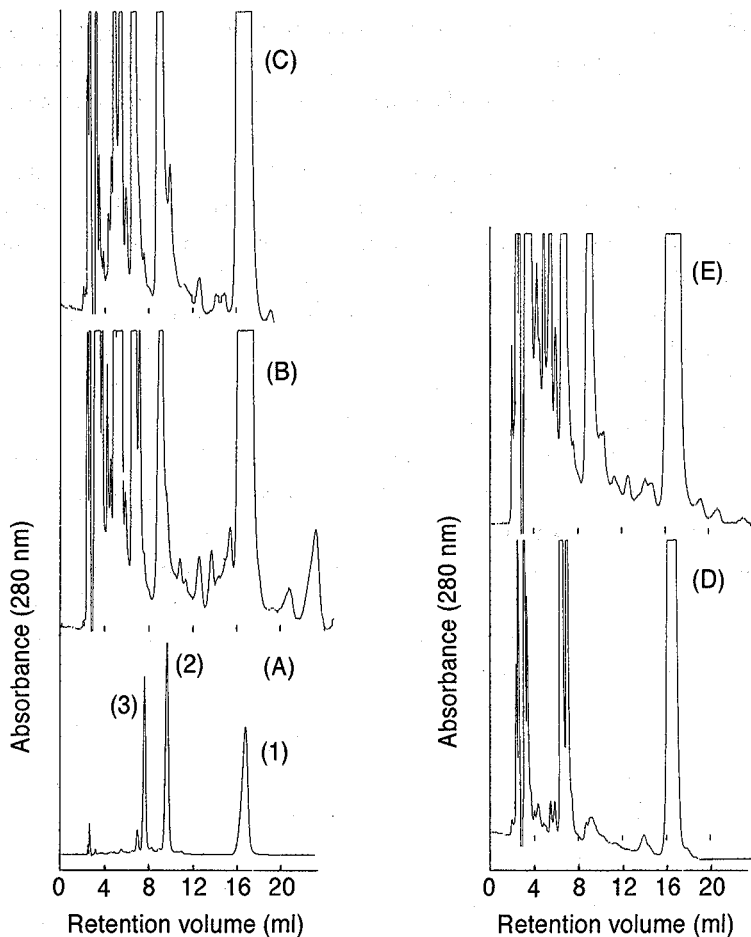 (C)
(B)
(A)
(2)
(3)
(1)
Absorbance (280 nm)
0 4 8 12 16 20
Retention volume (ml)
(E)
(D)
Absorbance (280 nm)
0 4 8 12 16 20
Retention volume (ml)